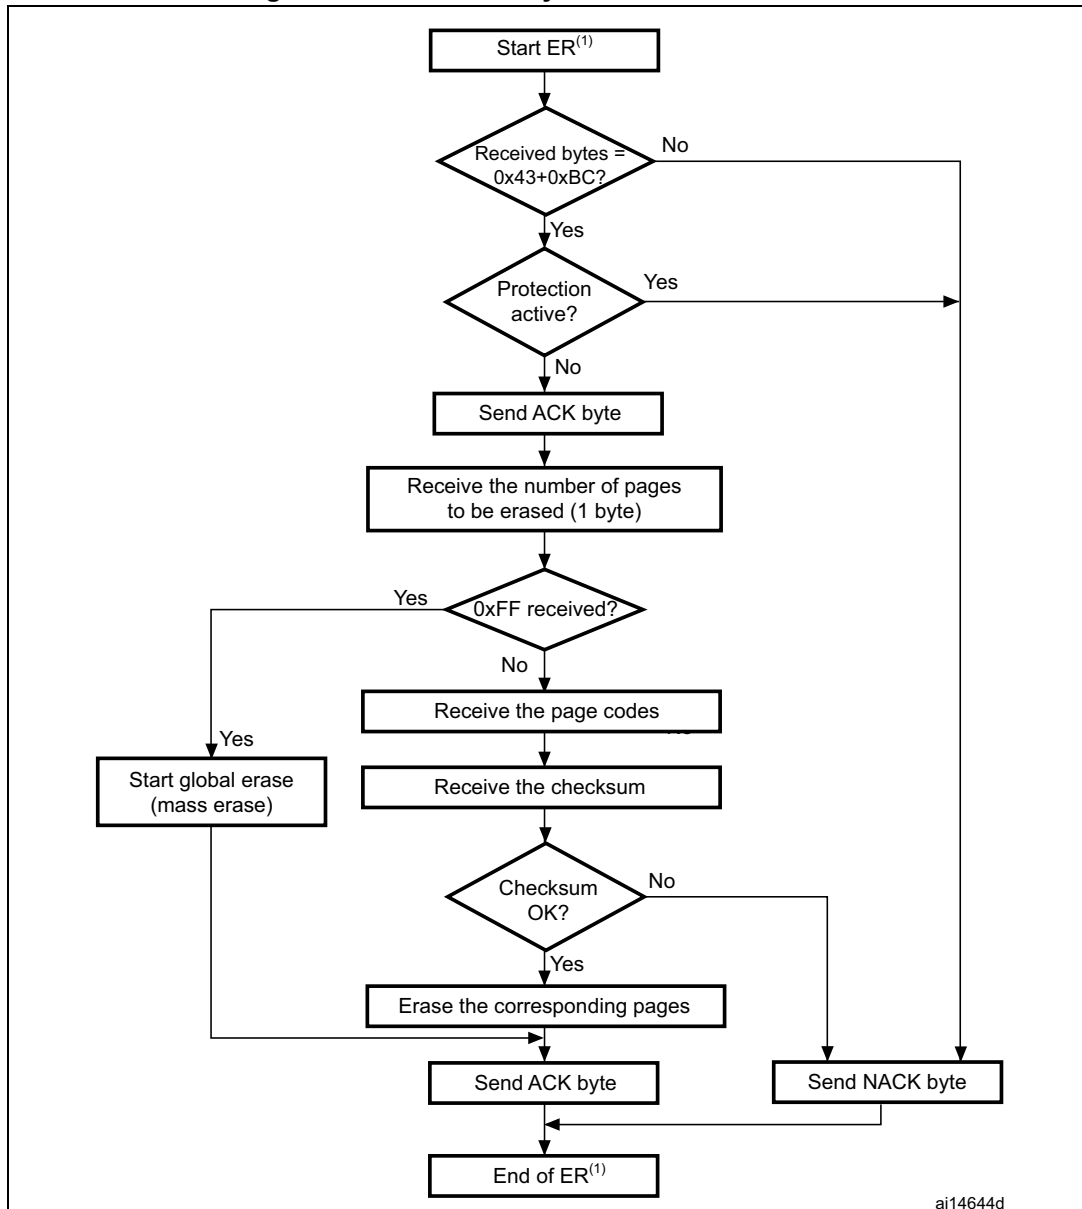 Start ER(1)
Received bytes =
0x43+0xBC?
No
Yes
Protection
active?
Yes
No
Send ACK byte
Receive the number of pages
to be erased (1 byte)
Yes
0xFF received?
No
Receive the page codes
Yes
Start global erase
(mass erase)
Receive the checksum
Checksum
OK?
No
Yes
Erase the corresponding pages
Send ACK byte
Send NACK byte
End of ER(1)
ai14644d